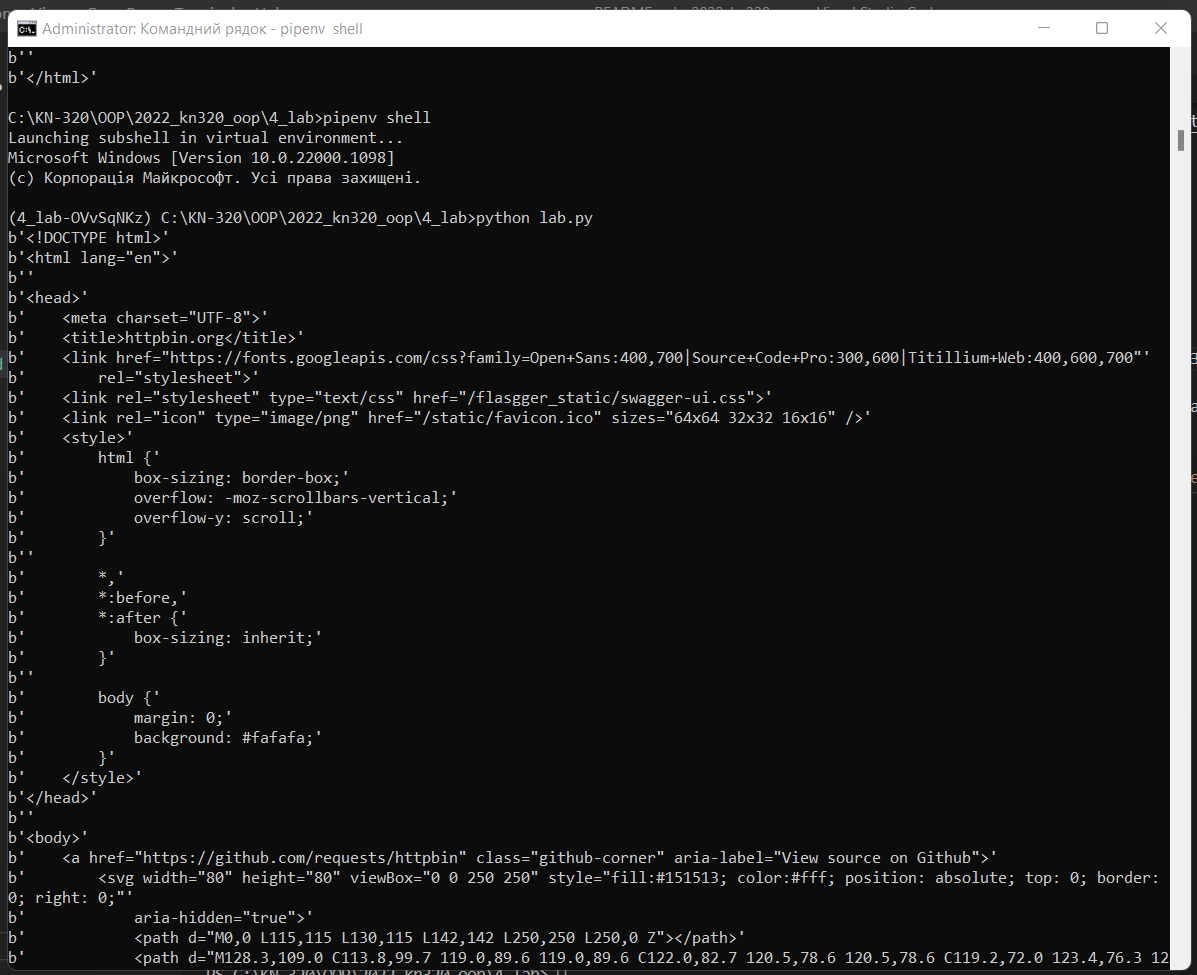 Administrator: Командний рядок - pipenv  shell
b''
b'</html>'
C:\KN-320\OOP\2022_kn320_oop\4_lab>pipenv shell
Launching subshell in virtual environment...
Microsoft Windows [Version 10.0.22000.1098]
(c) Корпорація Майкрософт. Усі права захищені.
(4_lab-OVvSqNKz) C:\KN-320\OOP\2022_kn320_oop\4_lab>python lab.py
b'<!DOCTYPE html>'
b'<html lang="en">'
b''
b'<head>'
b'    <meta charset="UTF-8">'
b'    <title>httpbin.org</title>'
b'    <link href="https://fonts.googleapis.com/css?family=Open+Sans:400,700|Source+Code+Pro:300,600|Titillium+Web:400,600,700"'
b'        rel="stylesheet">'
b'    <link rel="stylesheet" type="text/css" href="/flasgger_static/swagger-ui.css">'
b'    <link rel="icon" type="image/png" href="/static/favicon.ico" sizes="64x64 32x32 16x16" />'
b'    <style>'
b'        html {'
b'            box-sizing: border-box;'
b'            overflow: -moz-scrollbars-vertical;'
b'            overflow-y: scroll;'
b'        }'
b''
b'        *,'
b'        *:before,'
b'        *:after {'
b'            box-sizing: inherit;'
b'        }'
b''
b'        body {'
b'            margin: 0;'
b'            background: #fafafa;'
b'        }'
b'    </style>'
b'</head>'
b''
b'<body>'
b'    <a href="https://github.com/requests/httpbin" class="github-corner" aria-label="View source on Github">'
b'        <svg width="80" height="80" viewBox="0 0 250 250" style="fill:#151513; color:#fff; position: absolute; top: 0; border:
0; right: 0;"'
b'            aria-hidden="true">'
b'            <path d="M0,0 L115,115 L130,115 L142,142 L250,250 L250,0 Z"></path>'
b'            <path d="M128.3,109.0 C113.8,99.7 119.0,89.6 119.0,89.6 C122.0,82.7 120.5,78.6 120.5,78.6 C119.2,72.0 123.4,76.3 12